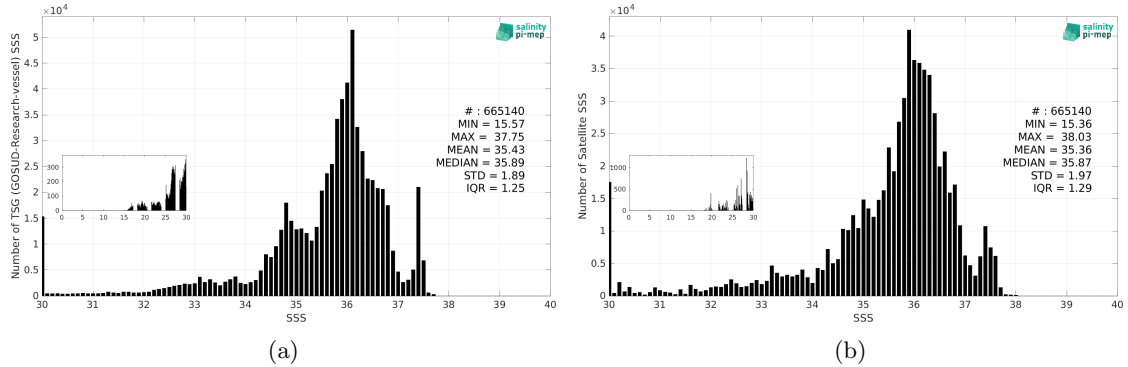 ×10⁴
5
4.5
4
3.5
3
2.5
2
1.5
1
0.5
0
Number of TSG (GOSUD-Research-vessel) SSS
salinity
pi-mep
# : 665140
MIN = 15.57
MAX = 37.75
MEAN = 35.43
MEDIAN = 35.89
STD = 1.89
IQR = 1.25
300
200
100
0
0 5 10 15 20 25 30
30 31 32 33 34 35 36 37 38 39 40
SSS
(a)
×10⁴
4
3.5
3
2.5
2
1.5
1
0.5
0
Number of Satellite SSS
salinity
pi-mep
# : 665140
MIN = 15.36
MAX = 38.03
MEAN = 35.36
MEDIAN = 35.87
STD = 1.97
IQR = 1.29
1000
500
0
0 5 10 15 20 25 30
30 31 32 33 34 35 36 37 38 39 40
SSS
(b)